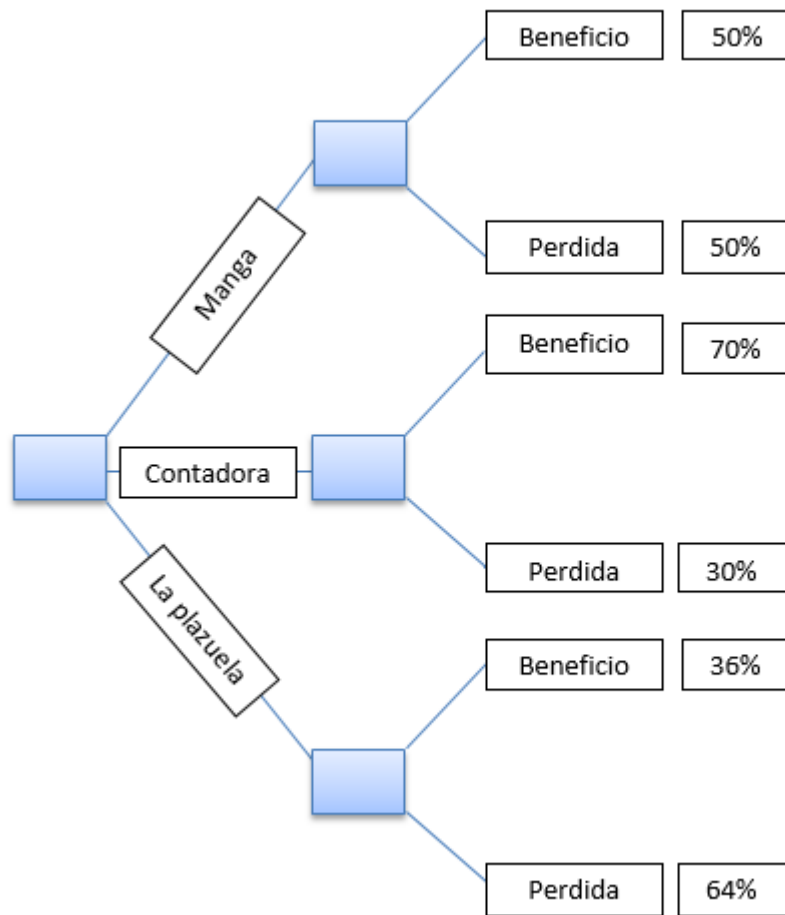 Beneficio 50%
Manga
Perdida 50%
Beneficio 70%
Contadora
Perdida 30%
La plazuela
Beneficio 36%
Perdida 64%